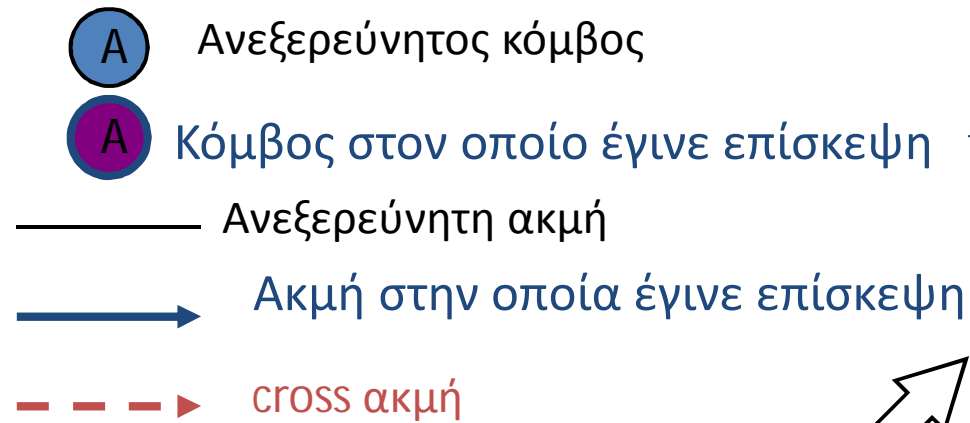 A Ανεξερεύνητος κόμβος
A Κόμβος στον οποίο έγινε επίσκεψη
Ανεξερεύνητη ακμή
Ακμή στην οποία έγινε επίσκεψη
cross ακμή